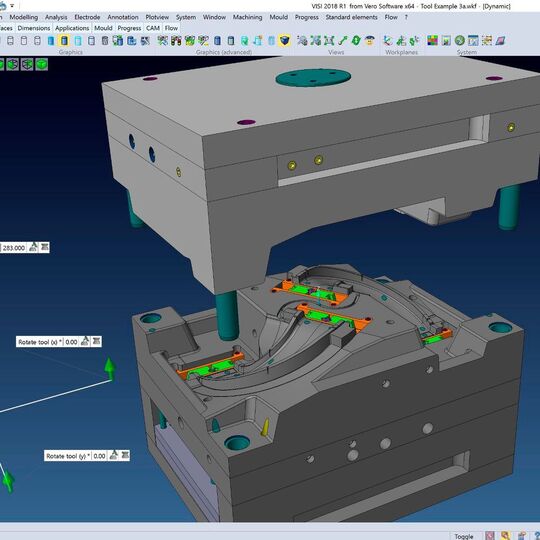 VISI 2018 R1 from Vero Software x64 - Tool Example 3a.wkf - [Dynamic]
Modelling Analysis Electrode Annotation Plotview System Window Machining Mould Progress Standard elements Flow ?
faces Dimensions Applications Mould Progress CAM Flow
Graphics Graphics (advanced) Views Workplanes System
283.000
Rotate tool (x) ° 0.00
Rotate tool (y) ° 0.00
Toggle